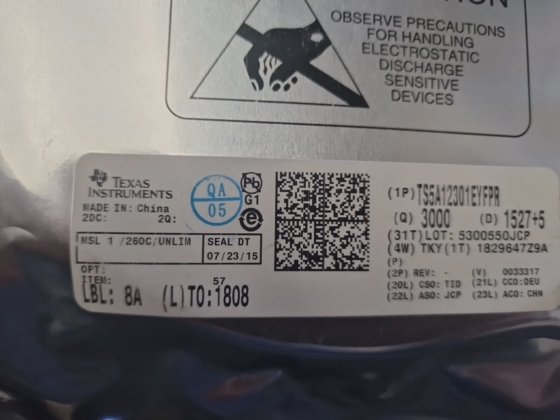 OBSERVE PRECAUTIONS
FOR HANDLING
ELECTROSTATIC
DISCHARGE
SENSITIVE
DEVICES
TEXAS
INSTRUMENTS
MADE IN: China
2DC: 2Q:
QA
05
Pb
G1
e
MSL 1 /260C/UNLIM
SEAL DT
07/23/15
OPT:
ITEM: 57
LBL: 8A (L)TO:1808
(1P) TS5A12301EYFPR
(Q) 3000 (D) 1527+5
(31T) LOT: 5300550JCP
(4W) TKY(1T) 1829647Z9A
(P)
(2P) REV: - (V) 0033317
(20L) CSO: TID (21L) CCO:DEU
(22L) ASO: JCP (23L) ACO: CHN